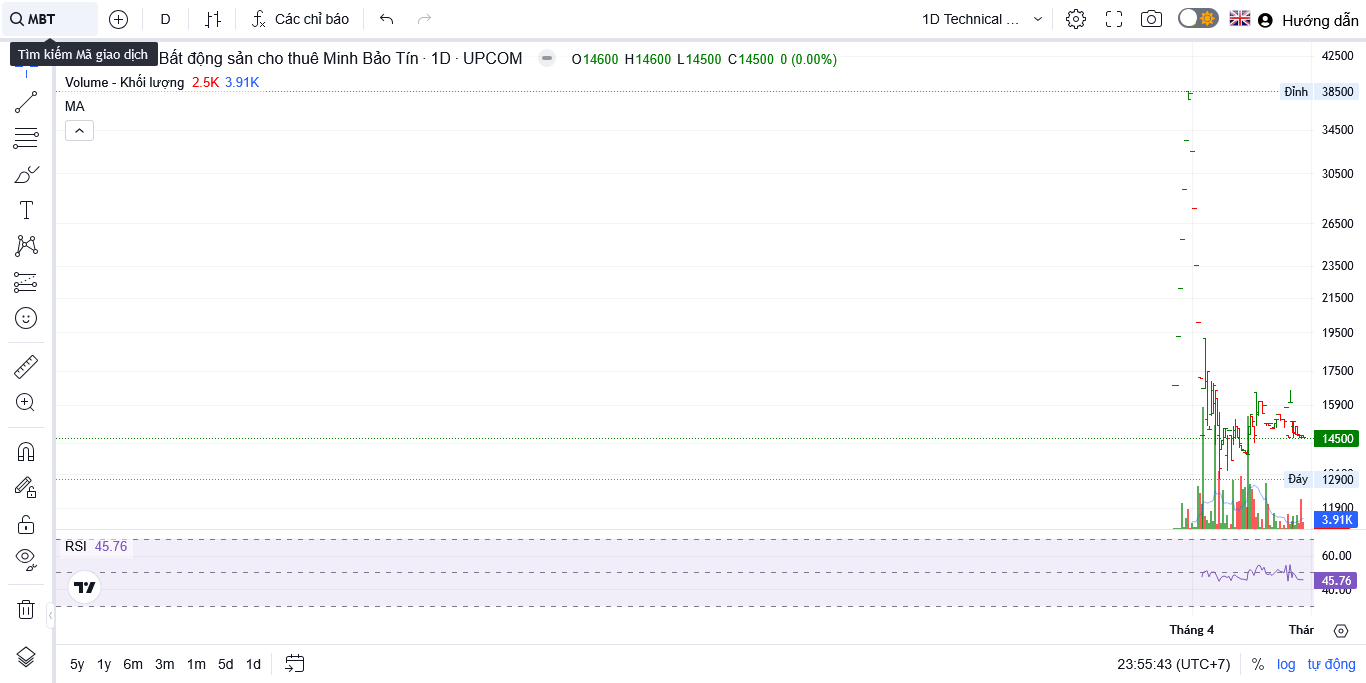 MBT
D
Các chỉ báo
1D Technical ...
Hướng dẫn
Tìm kiếm Mã giao dịch
Bất động sản cho thuê Minh Bảo Tín · 1D · UPCOM
O14600 H14600 L14500 C14500 0 (0.00%)
Volume - Khối lượng 2.5K 3.91K
MA
42500
Đỉnh 38500
34500
30500
26500
23500
21500
19500
17500
15900
14500
Đáy 12900
11900
3.91K
RSI 45.76
60.00
45.76
40.00
Tháng 4
Thár
5y 1y 6m 3m 1m 5d 1d
23:55:43 (UTC+7)
% log tự động